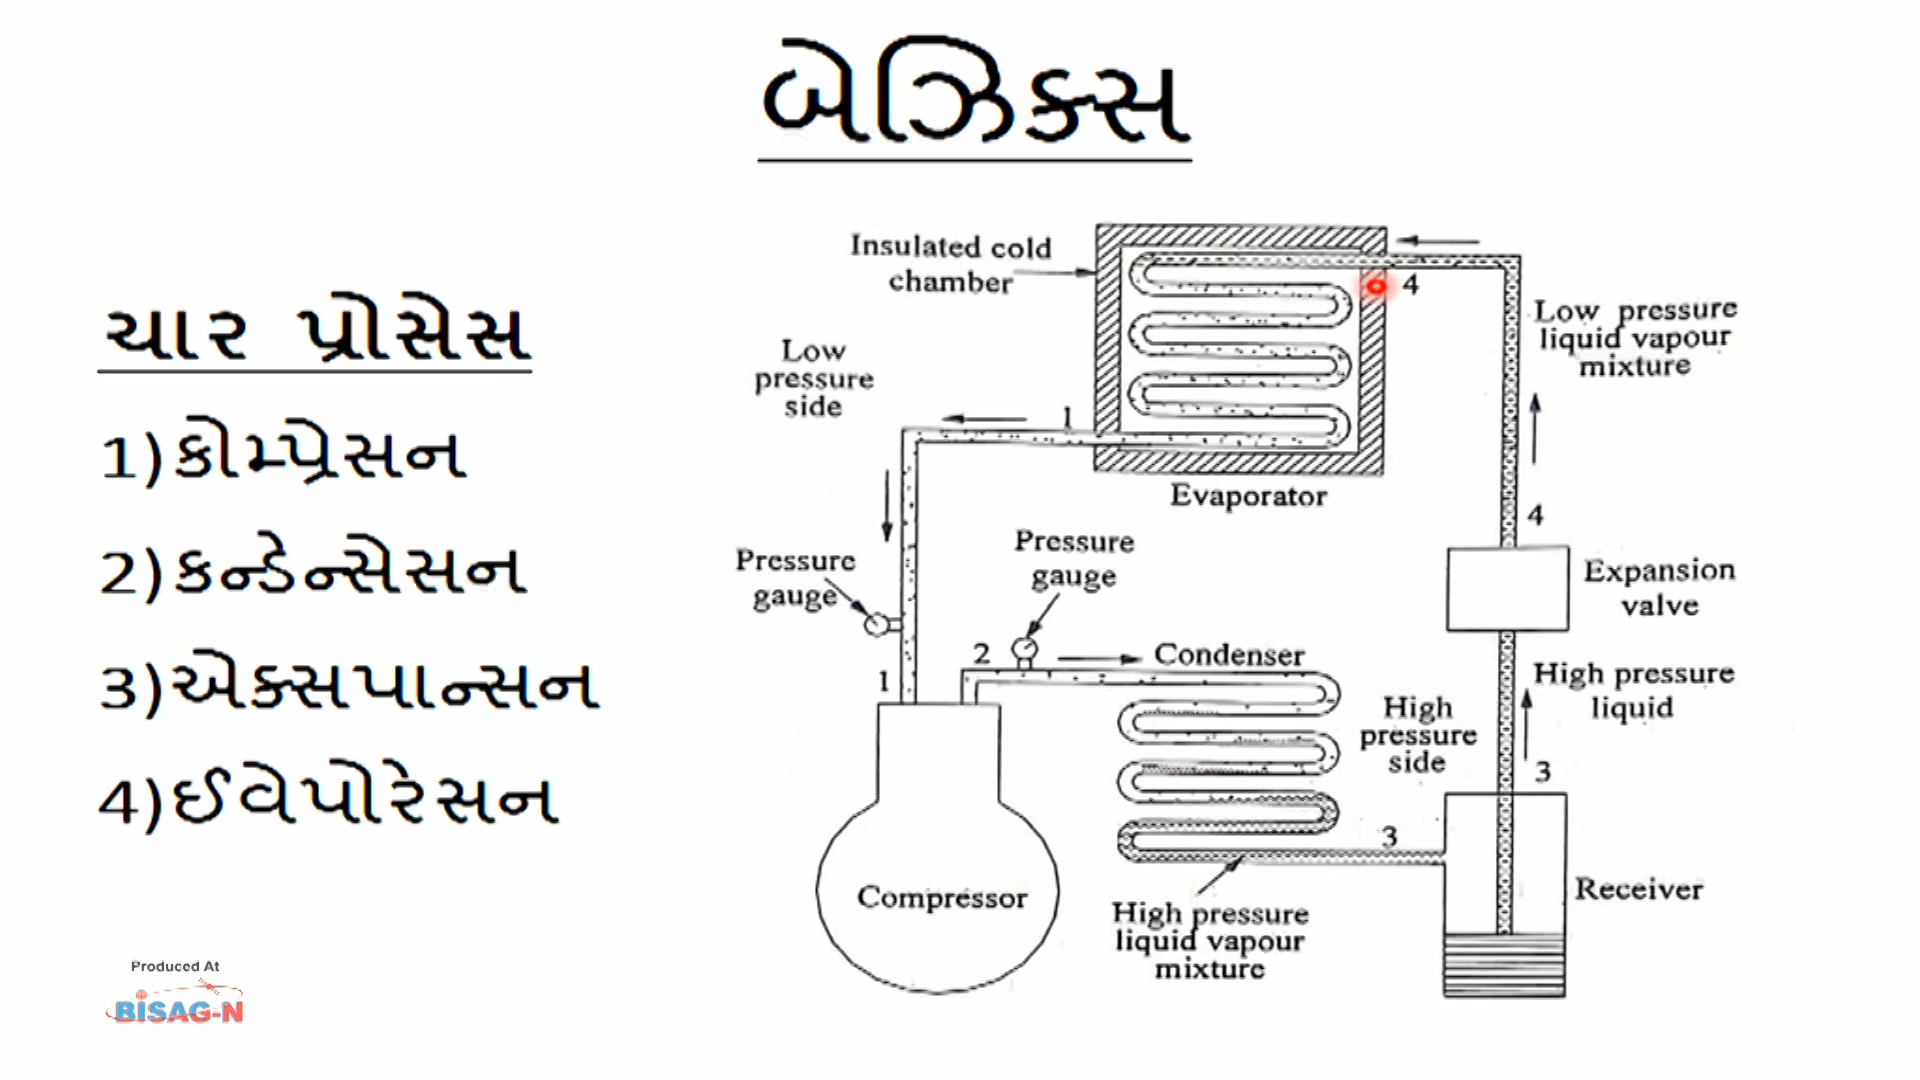 બેઝિક્સ
ચાર પ્રોસેસ
1)કોમ્પ્રેસન
2)કન્ડેન્સેસન
3)એક્સપાન્સન
4)ઈવેપોરેસન
Insulated cold
chamber
4
Low pressure
liquid vapour
mixture
Low
pressure
side
1
Evaporator
4
Pressure
gauge
Pressure
gauge
Expansion
valve
2
Condenser
1
High pressure
liquid
High
pressure
side
3
3
Compressor
Receiver
High pressure
liquid vapour
mixture
Produced At
BISAG-N